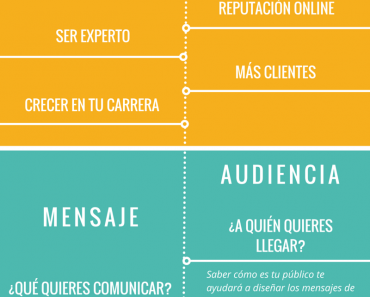 REPUTACIÓN ONLINE
SER EXPERTO
MÁS CLIENTES
CRECER EN TU CARRERA
AUDIENCIA
MENSAJE
¿A QUIÉN QUIERES
LLEGAR?
Saber cómo es tu público te
ayudará a diseñar los mensajes de
¿QUÉ QUIERES COMUNICAR?